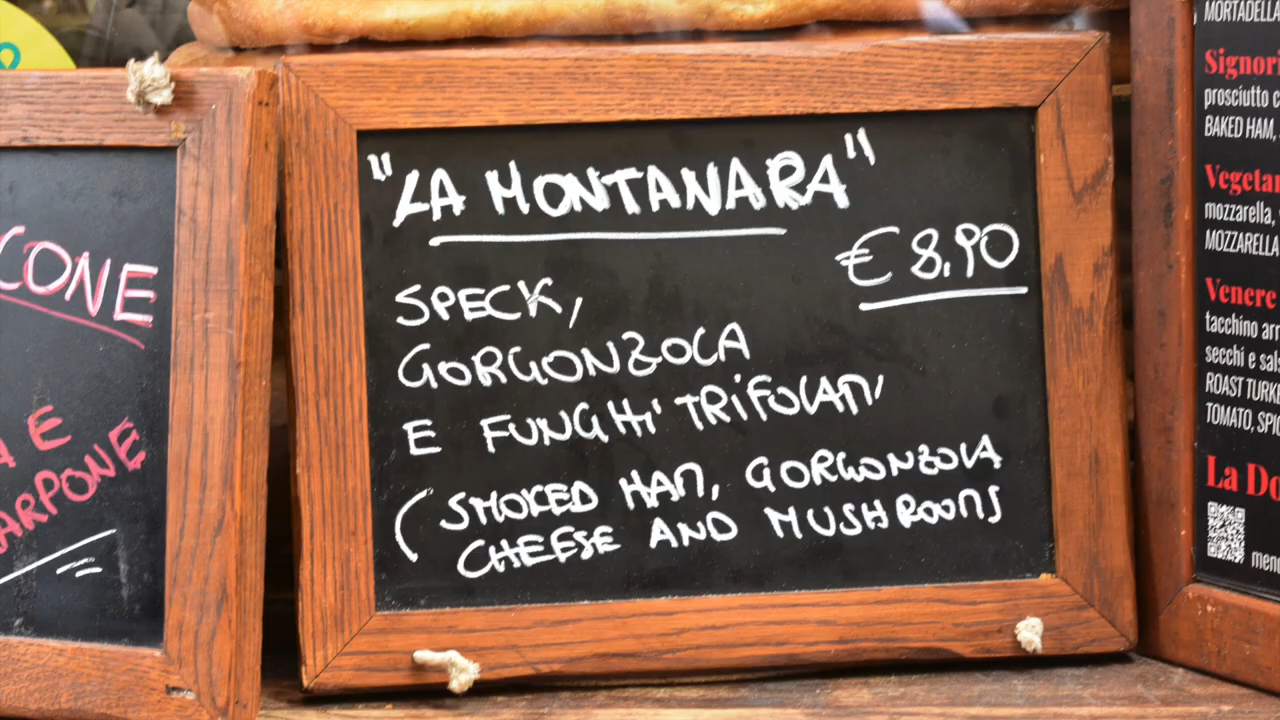 CONE
E
ARPONE
"LA MONTANARA"
€ 8,90
SPECK,
GORGONZOLA
E FUNGHI TRIFOLATI
(SMOKED HAM, GORGONZOLA
CHEESE AND MUSHROOMS
MORTADELLA
Signori
prosciutto c
BAKED HAM,
Vegetar
mozzarella,
MOZZARELLA
Venere
tacchino arr
secchi e sals
ROAST TURKE
TOMATO, SPIC
La Do
menu